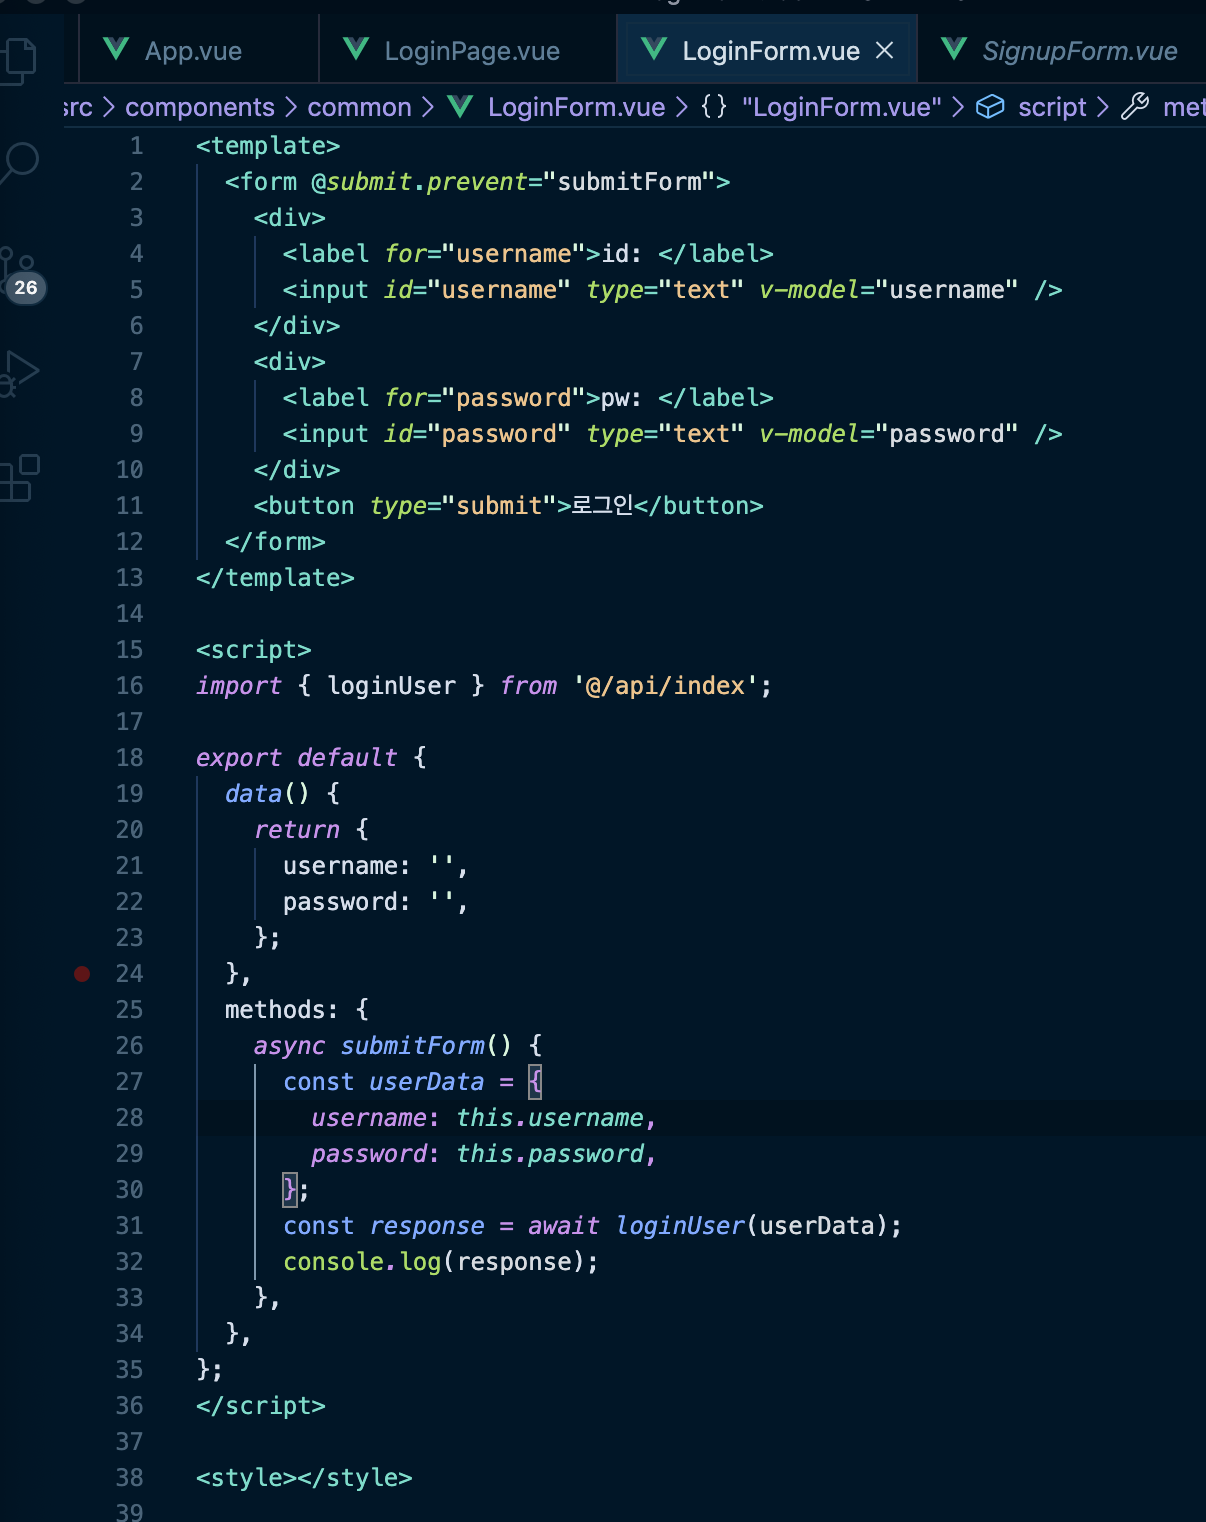 App.vue LoginPage.vue LoginForm.vue SignupForm.vue
src > components > common > LoginForm.vue > {} "LoginForm.vue" > script > met
26
1 <template>
2 <form @submit.prevent="submitForm">
3 <div>
4 <label for="username">id: </label>
5 <input id="username" type="text" v-model="username" />
6 </div>
7 <div>
8 <label for="password">pw: </label>
9 <input id="password" type="text" v-model="password" />
10 </div>
11 <button type="submit">로그인</button>
12 </form>
13 </template>
14
15 <script>
16 import { loginUser } from '@/api/index';
17
18 export default {
19 data() {
20 return {
21 username: '',
22 password: '',
23 };
24 },
25 methods: {
26 async submitForm() {
27 const userData = {
28 username: this.username,
29 password: this.password,
30 };
31 const response = await loginUser(userData);
32 console.log(response);
33 },
34 },
35 };
36 </script>
37
38 <style></style>
39